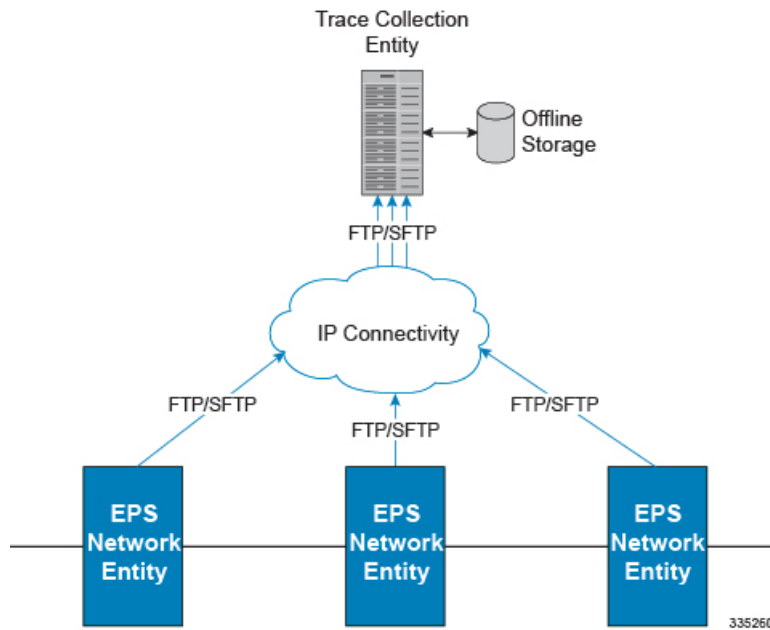 Trace Collection
Entity
Offline
Storage
FTP/SFTP
IP Connectivity
FTP/SFTP
FTP/SFTP
FTP/SFTP
EPS
Network
Entity
EPS
Network
Entity
EPS
Network
Entity
335260